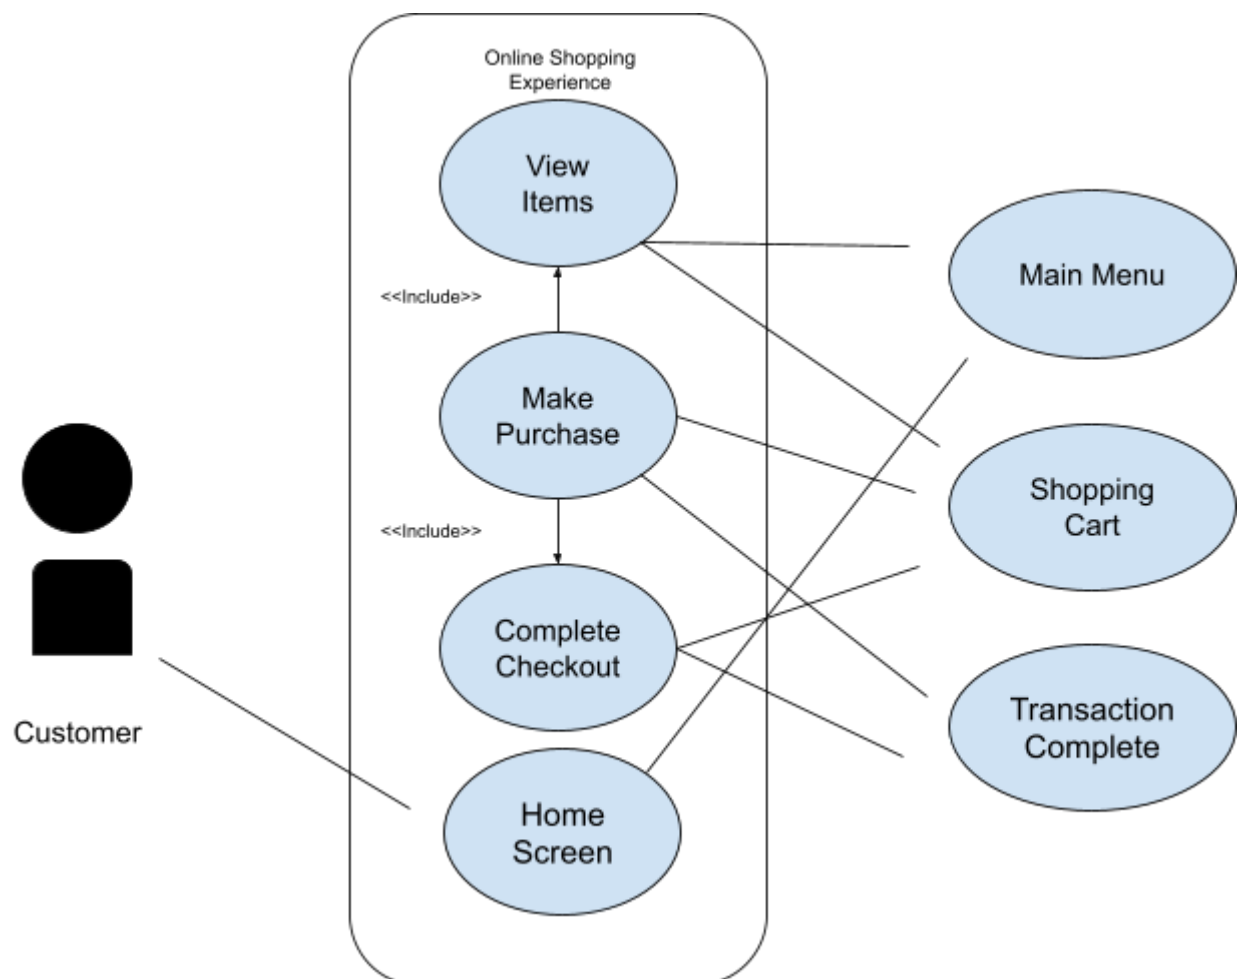 Online Shopping
Experience
View
Items
<<Include>>
Make
Purchase
<<Include>>
Complete
Checkout
Home
Screen
Customer
Main Menu
Shopping
Cart
Transaction
Complete